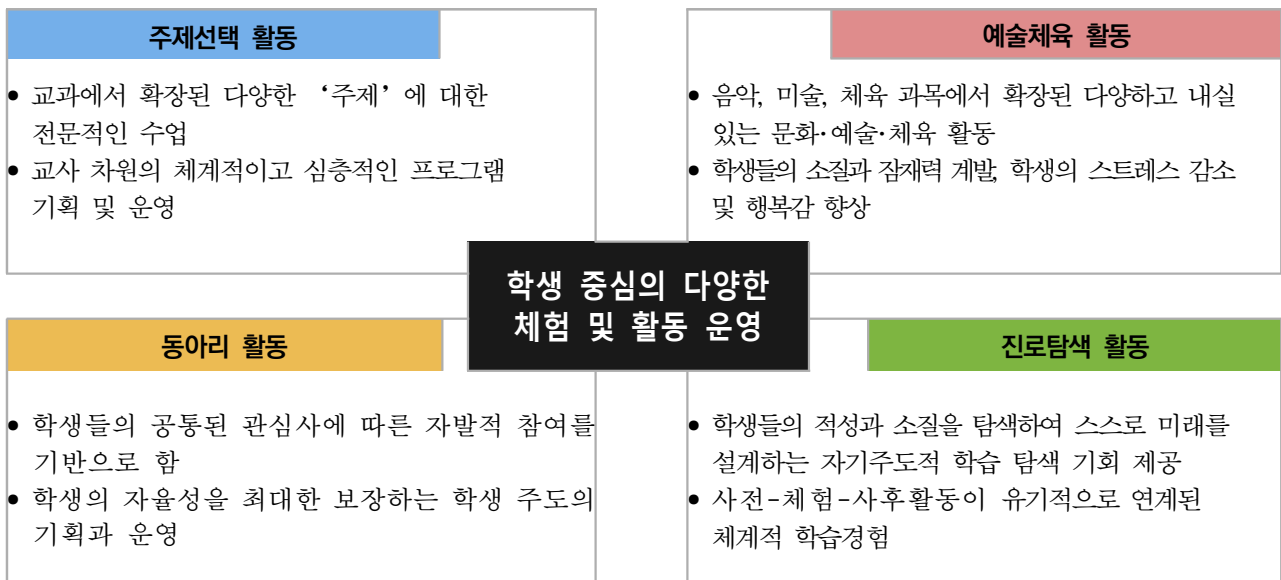 주제선택 활동
• 교과에서 확장된 다양한 ‘주제’에 대한
전문적인 수업
• 교사 차원의 체계적이고 심층적인 프로그램
기획 및 운영
예술체육 활동
• 음악, 미술, 체육 과목에서 확장된 다양하고 내실
있는 문화·예술·체육 활동
• 학생들의 소질과 잠재력 계발, 학생의 스트레스 감소
및 행복감 향상
학생 중심의 다양한
체험 및 활동 운영
동아리 활동
• 학생들의 공통된 관심사에 따른 자발적 참여를
기반으로 함
• 학생의 자율성을 최대한 보장하는 학생 주도의
기획과 운영
진로탐색 활동
• 학생들의 적성과 소질을 탐색하여 스스로 미래를
설계하는 자기주도적 학습 탐색 기회 제공
• 사전-체험-사후활동이 유기적으로 연계된
체계적 학습경험